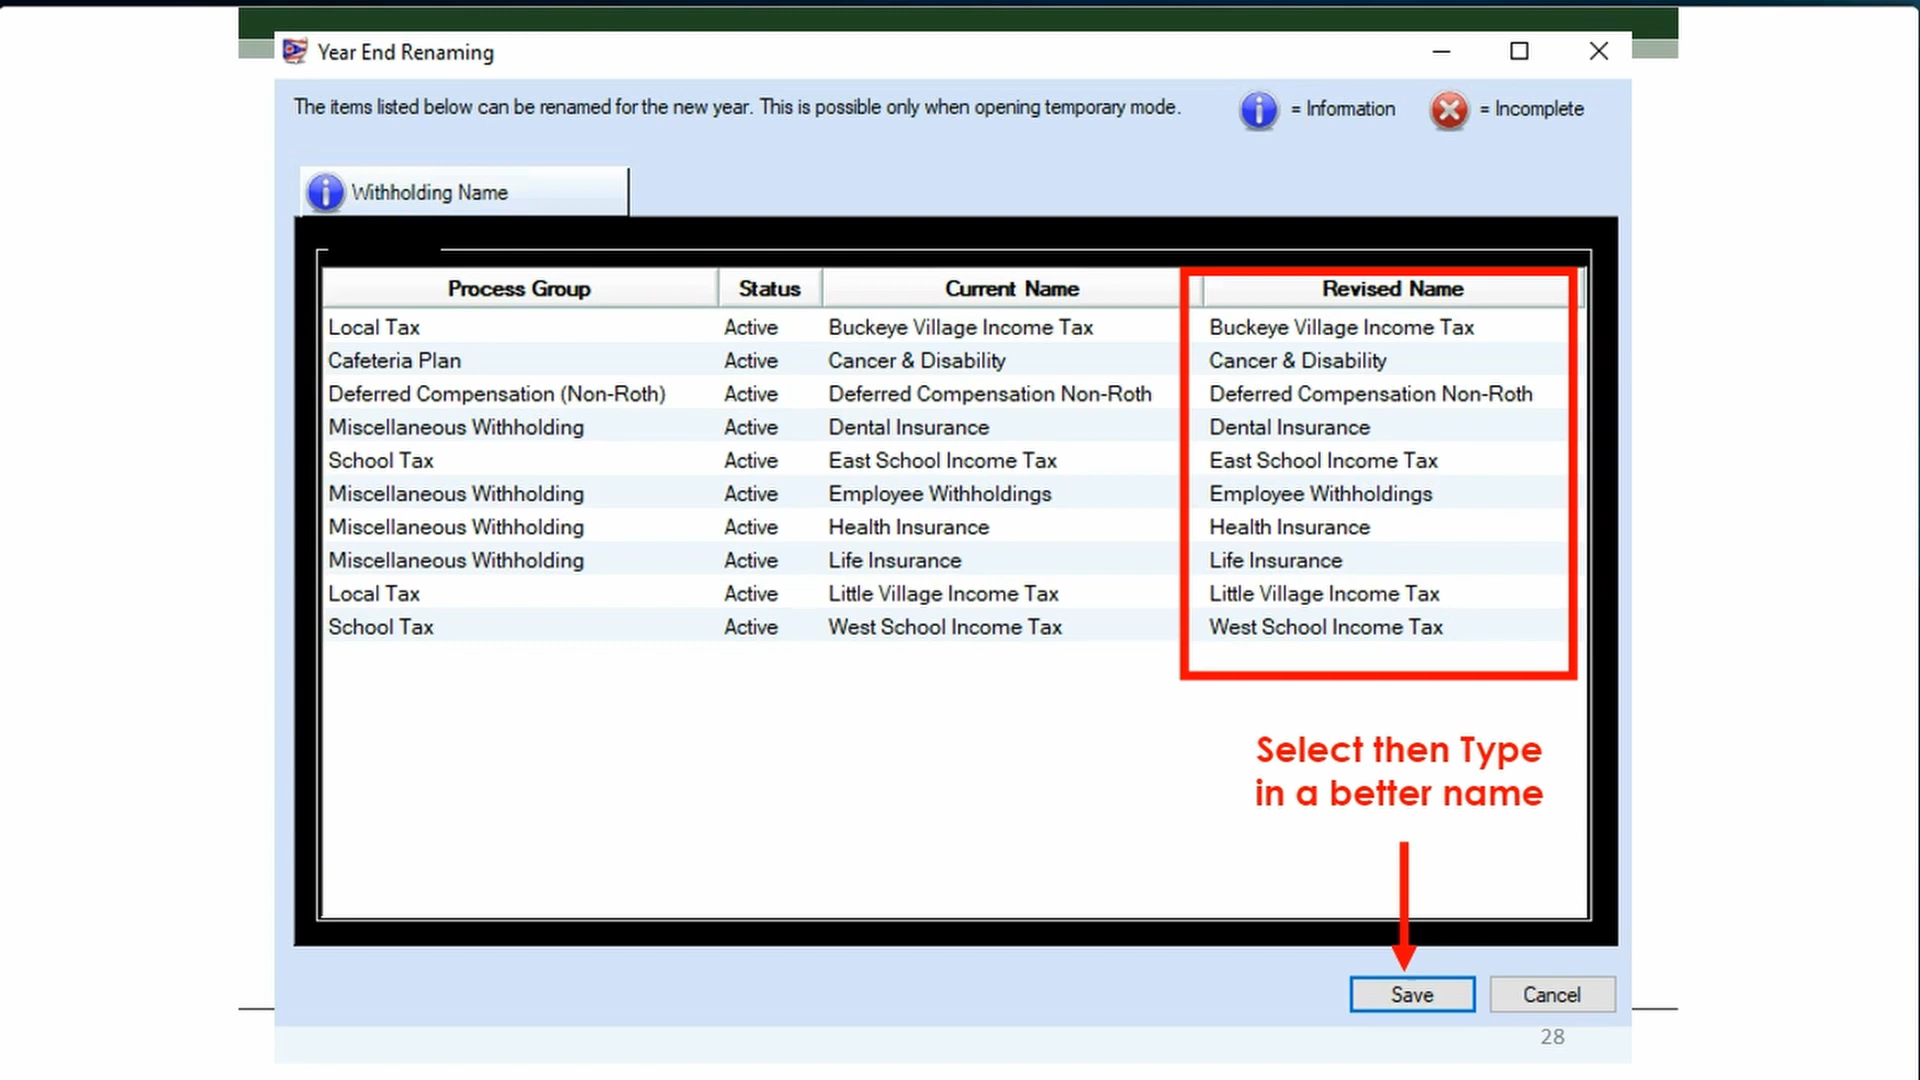 Year End Renaming
The items listed below can be renamed for the new year. This is possible only when opening temporary mode.
= Information
= Incomplete
Withholding Name
Process Group Status Current Name Revised Name
Local Tax Active Buckeye Village Income Tax Buckeye Village Income Tax
Cafeteria Plan Active Cancer & Disability Cancer & Disability
Deferred Compensation (Non-Roth) Active Deferred Compensation Non-Roth Deferred Compensation Non-Roth
Miscellaneous Withholding Active Dental Insurance Dental Insurance
School Tax Active East School Income Tax East School Income Tax
Miscellaneous Withholding Active Employee Withholdings Employee Withholdings
Miscellaneous Withholding Active Health Insurance Health Insurance
Miscellaneous Withholding Active Life Insurance Life Insurance
Local Tax Active Little Village Income Tax Little Village Income Tax
School Tax Active West School Income Tax West School Income Tax
Select then Type
in a better name
Save
Cancel
28